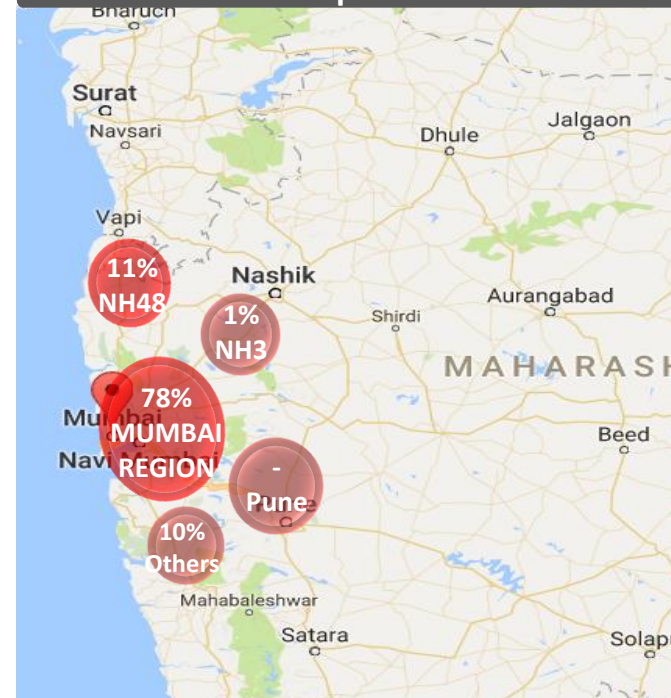 Bharuch
Surat
Navsari
Dhule
Jalgaon
Vapi
11%
NH48
Nashik
1%
NH3
Shirdi
Aurangabad
MAHARASH
78%
MUMBAI
REGION
Mumbai
Navi Mumbai
Beed
-
Pune
10%
Others
Mahabaleshwar
Satara
Solap